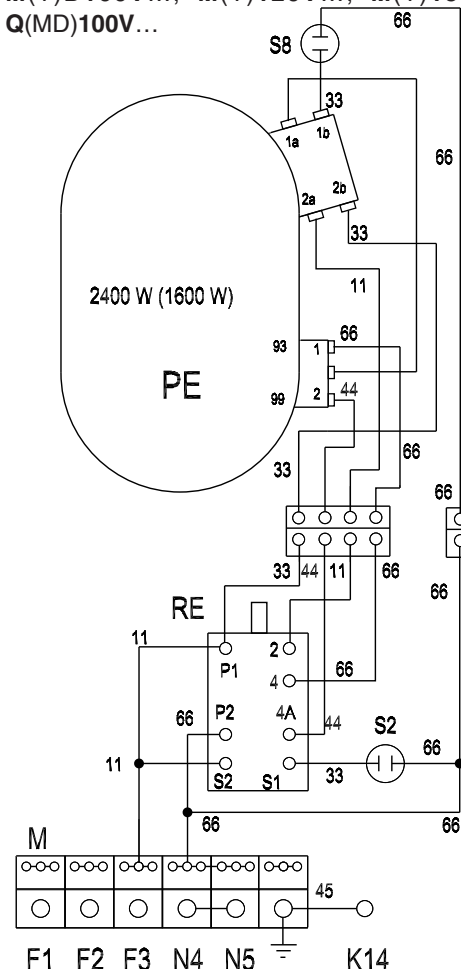 Q(MD)100V...
66
S8
33
1a
1b
66
2b
2a
33
11
2400 W (1600 W)
66
93
1
PE
99
2
44
66
33
66
33
44
11
66
66
RE
11
2
P1
66
4
66
P2
4A
44
S2
66
11
S2
S1
33
66
66
M
45
F1
F2
F3
N4
N5
K14